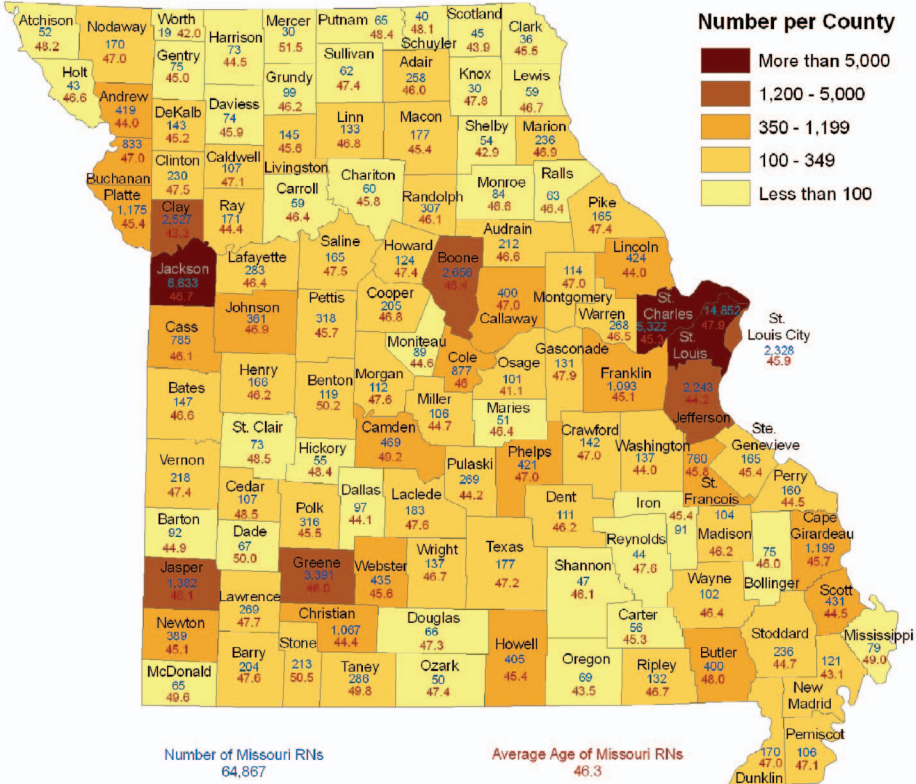 Number per County
More than 5,000
1,200 - 5,000
350 - 1,199
100 - 349
Less than 100
Atchison
52
48.2
Nodaway
170
47.0
Worth
19 42.0
Harrison
73
44.5
Mercer
30
51.5
Putnam 65
48.4
40
48.1
Schuyler
Scotland
45
43.9
Clark
36
45.5
Holt
43
46.6
Andrew
419
44.0
Gentry
75
45.0
Grundy
99
46.2
Sullivan
62
47.4
Adair
258
46.0
Knox
30
47.8
Lewis
59
46.7
DeKalb
143
45.2
Daviess
74
45.9
145
45.6
Livingston
Linn
133
46.8
Macon
177
45.4
Shelby
54
42.9
Marion
236
46.9
833
47.0
Buchanan
Clinton
230
47.5
Caldwell
107
47.1
Carroll
59
46.4
Chariton
60
45.8
Randolph
307
46.1
Monroe
84
46.6
Ralls
63
46.4
Pike
165
47.4
Platte
1,175
45.4
Clay
2,527
42.3
Ray
171
44.4
Saline
165
47.5
Howard
124
47.4
Boone
2,656
45.4
Audrain
212
46.6
Lincoln
424
44.0
Jackson
6,633
46.7
Lafayette
283
46.4
Cooper
205
46.8
400
47.0
Callaway
114
47.0
Montgomery
Warren
268
46.5
St.
Charles
5,322
45.3
14,852
47.9
St.
Louis
St.
Louis City
2,328
45.9
Johnson
361
46.9
Pettis
318
45.7
Moniteau
89
44.6
Cass
785
46.1
Cole
877
46
Osage
101
41.1
Gasconade
131
47.9
Franklin
1,093
45.1
2,243
44.2
Jefferson
Bates
147
46.6
Henry
166
46.2
Benton
119
50.2
Morgan
112
47.6
Miller
106
44.7
Maries
51
46.4
St. Clair
73
48.5
Hickory
55
48.4
Camden
469
49.2
Pulaski
269
44.2
Phelps
421
47.0
Crawford
142
47.0
Washington
137
44.0
760
45.8
St.
Francois
Ste.
Genevieve
165
45.4
Perry
160
44.5
Vernon
218
47.4
Cedar
107
48.5
Polk
316
45.5
Dallas
97
44.1
Laclede
183
47.6
Dent
111
46.2
Iron
45.4
91
104
Madison
46.2
Cape
Girardeau
1,199
45.7
Barton
92
44.9
Dade
67
50.0
Reynolds
44
47.6
75
46.0
Bollinger
Jasper
1,382
46.1
Greene
3,391
46.0
Webster
435
45.6
Wright
137
46.7
Texas
177
47.2
Shannon
47
46.1
Wayne
102
46.4
Scott
431
44.5
Lawrence
269
47.7
Christian
1,067
44.4
Douglas
66
47.3
Howell
405
45.4
Carter
56
45.3
Stoddard
236
44.7
Mississippi
79
49.0
Newton
389
45.1
Barry
204
47.6
Stone
213
50.5
Taney
286
49.8
Ozark
50
47.4
Oregon
69
43.5
Ripley
132
46.7
Butler
400
48.0
121
43.1
New
Madrid
McDonald
65
49.6
Pemiscot
106
47.1
170
47.0
Dunklin
Number of Missouri RNs
64,867
Average Age of Missouri RNs
46.3